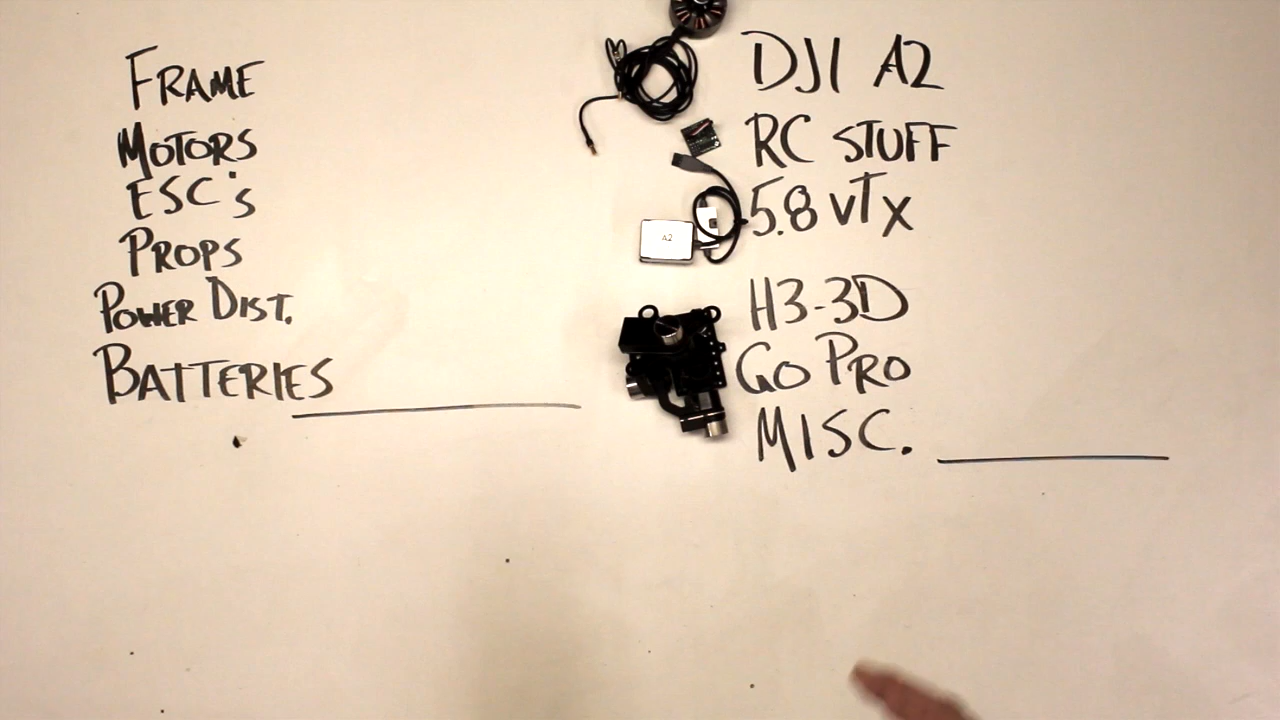 FRAME
MOTORS
ESC'S
PROPS
POWER DIST.
BATTERIES
DJI A2
RC STUFF
5.8 vTx
A2
H3-3D
GO PRO
MISC.